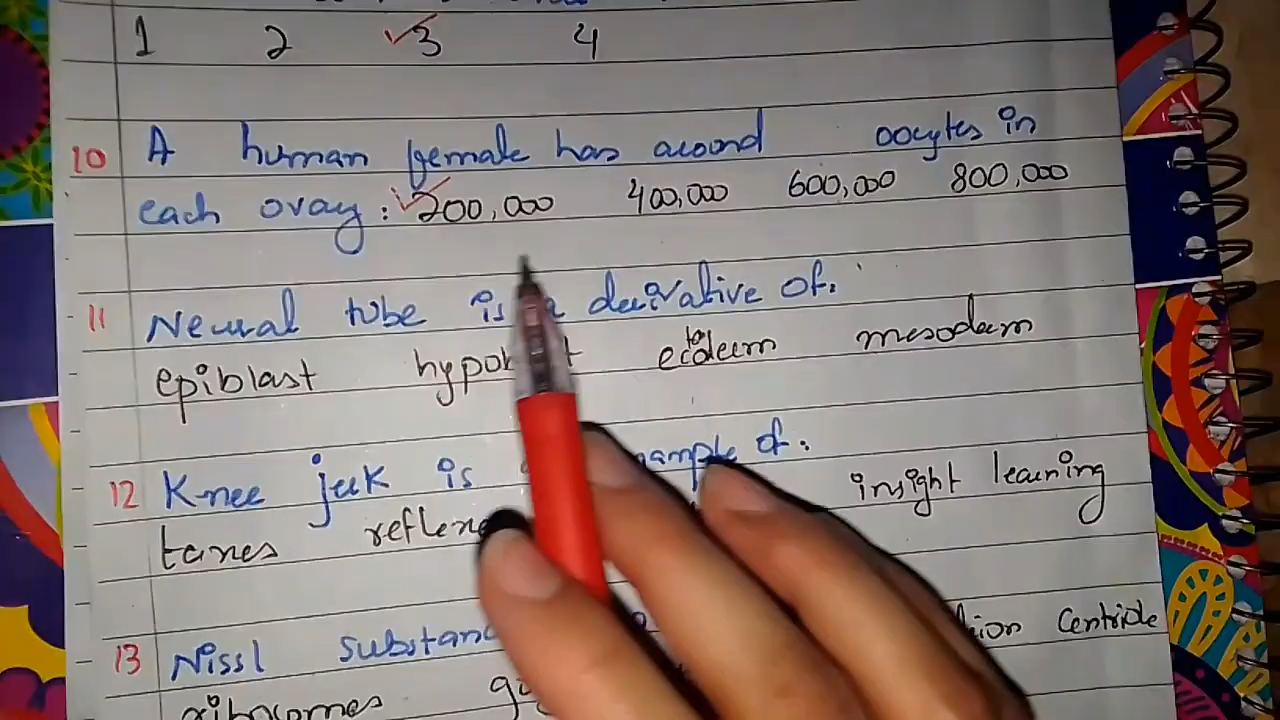 1 2 3 4
10 A human female has around oocytes in
each ovary: 200,000 400,000 600,000 800,000
11 Neural tube is a derivative of:
epiblast ectoderm mesoderm
12 Knee jerk is of:
taxes insight learning
13 Nissl Centriole
ribosomes